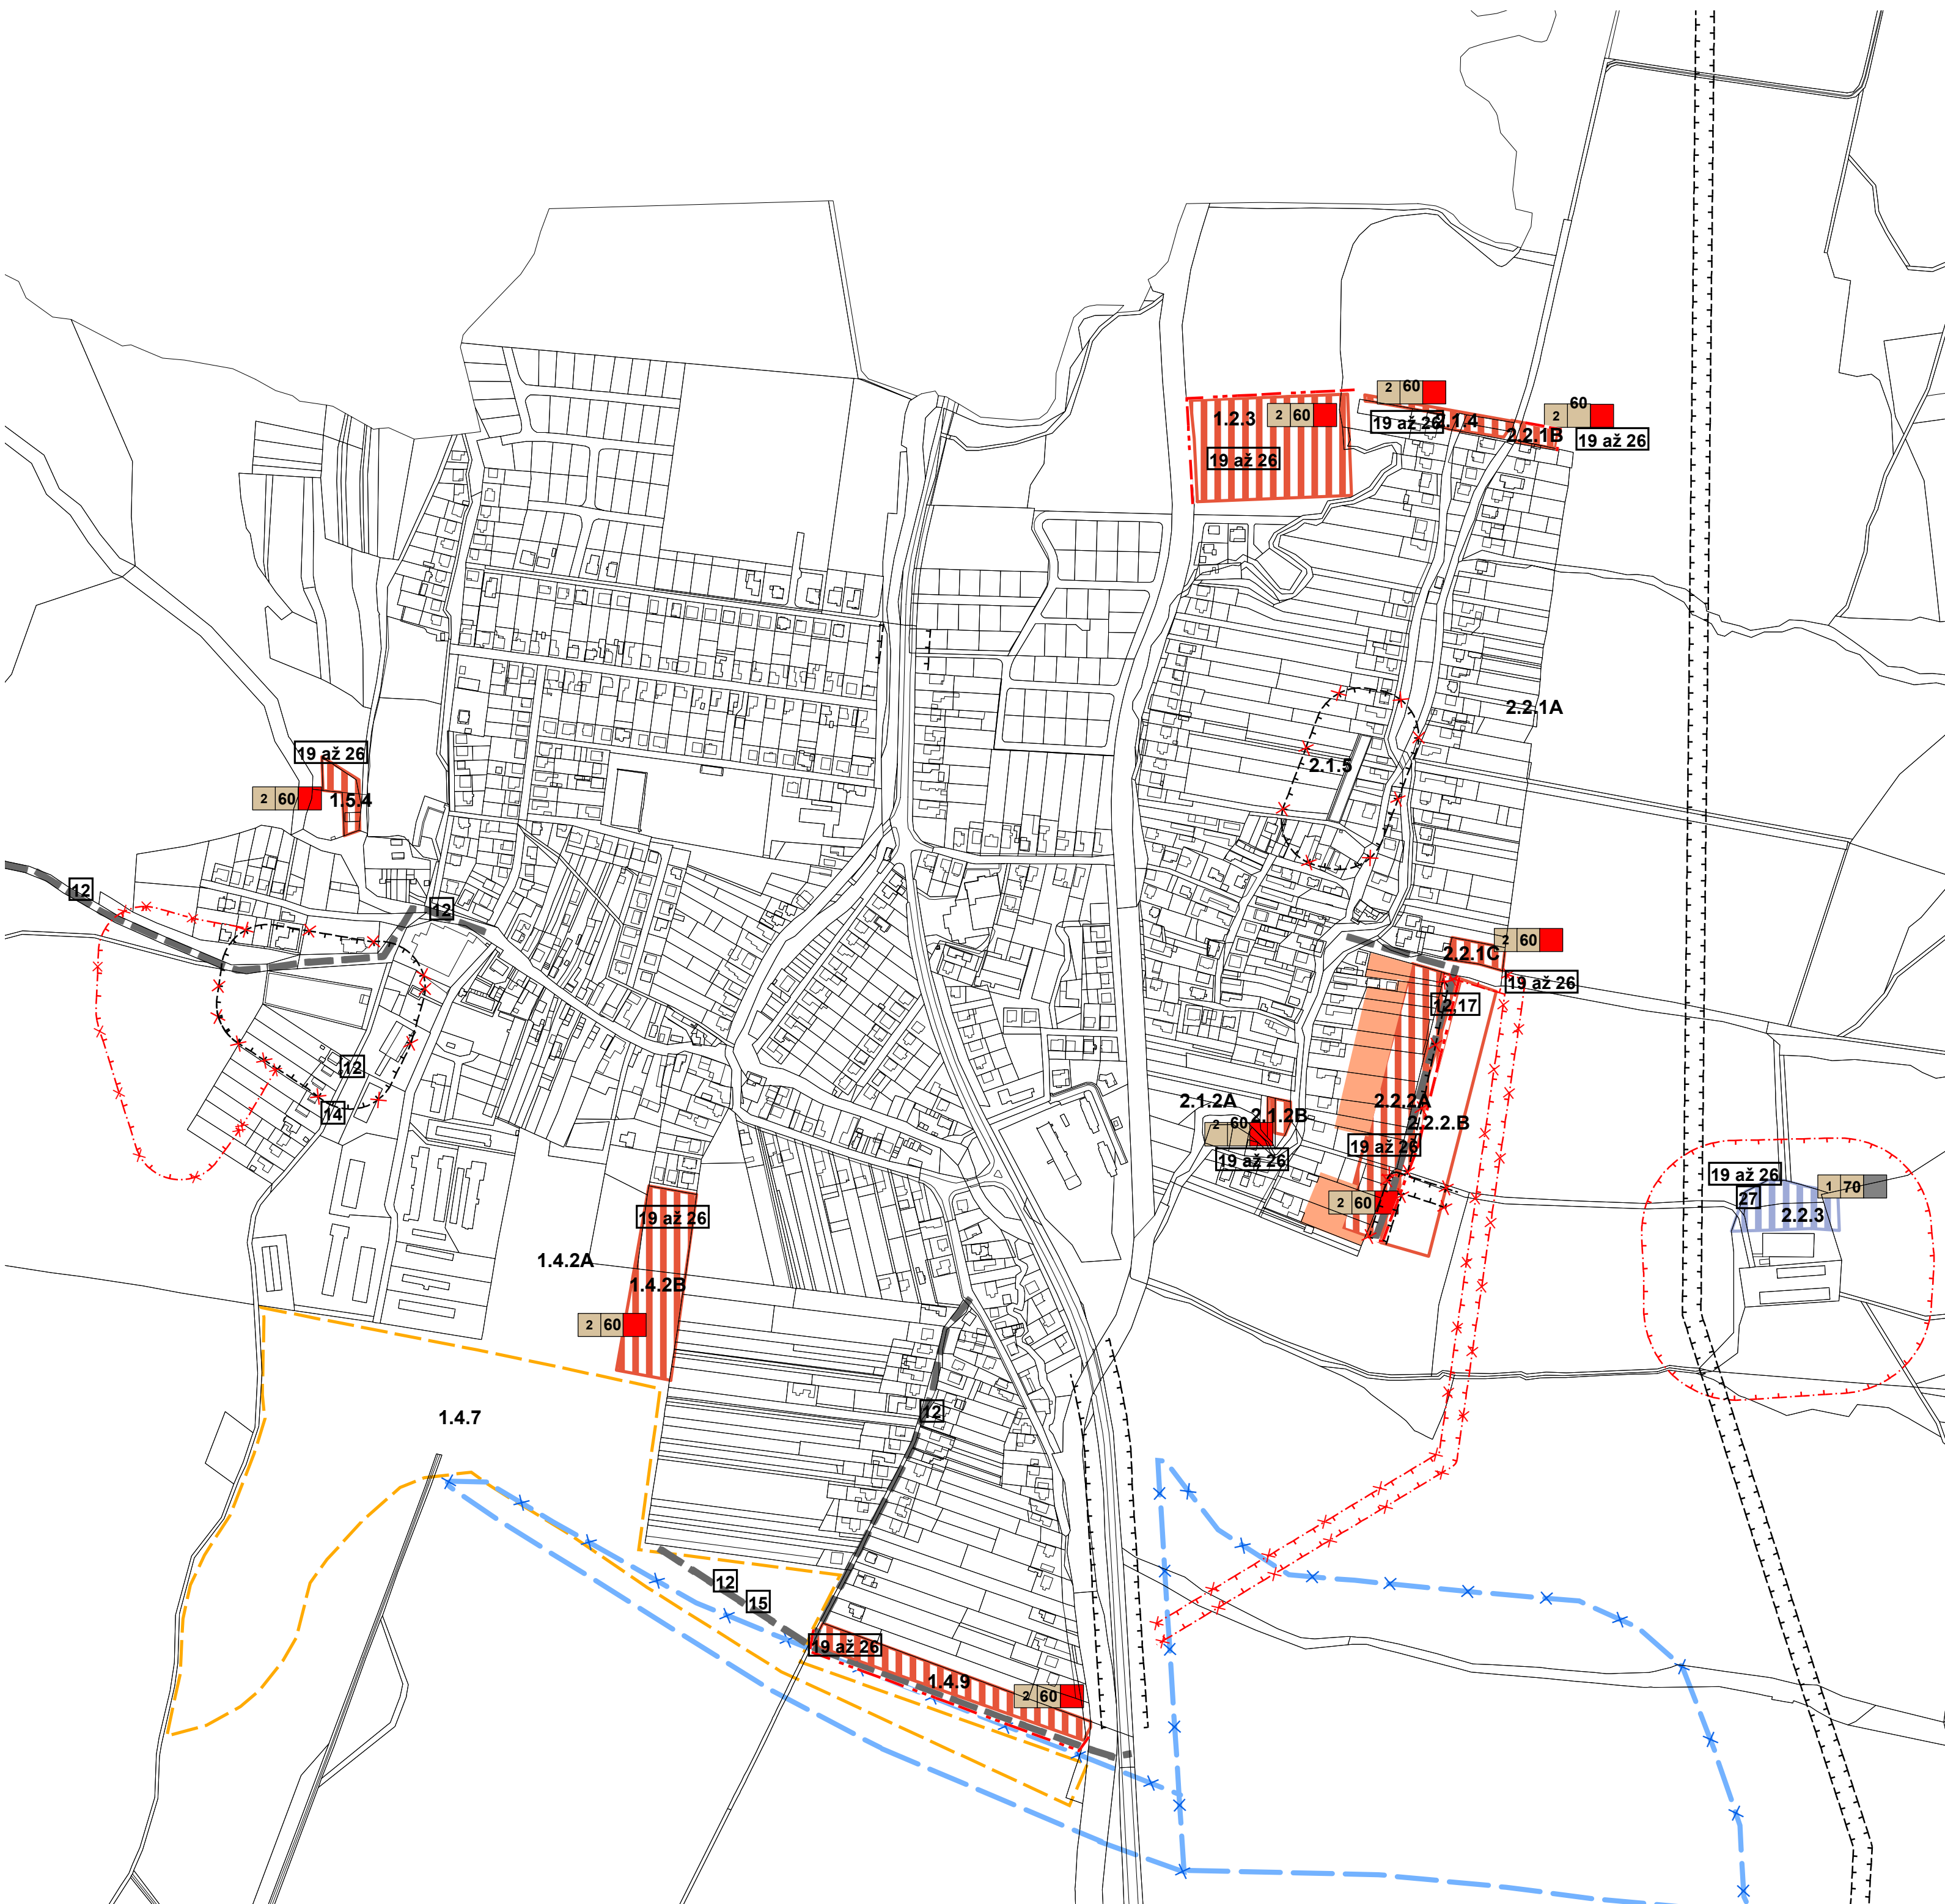 2 60
60
1.2.3
2 60
19 až 26
2.1.4
2
2.2.1B
19 až 26
19 až 26
2.2.1A
19 až 26
2.1.5
2 60
1.5.4
12
12
2 60
2.2.1C
19 až 26
12,17
12
14
2.1.2A
2.1.2B
2.2.2A
2.2.2.B
2 60
19 až 26
19 až 26
19 až 26
27
1 70
2.2.3
2 60
19 až 26
1.4.2A
1.4.2B
2 60
1.4.7
12
12
15
19 až 26
1.4.9
2 60